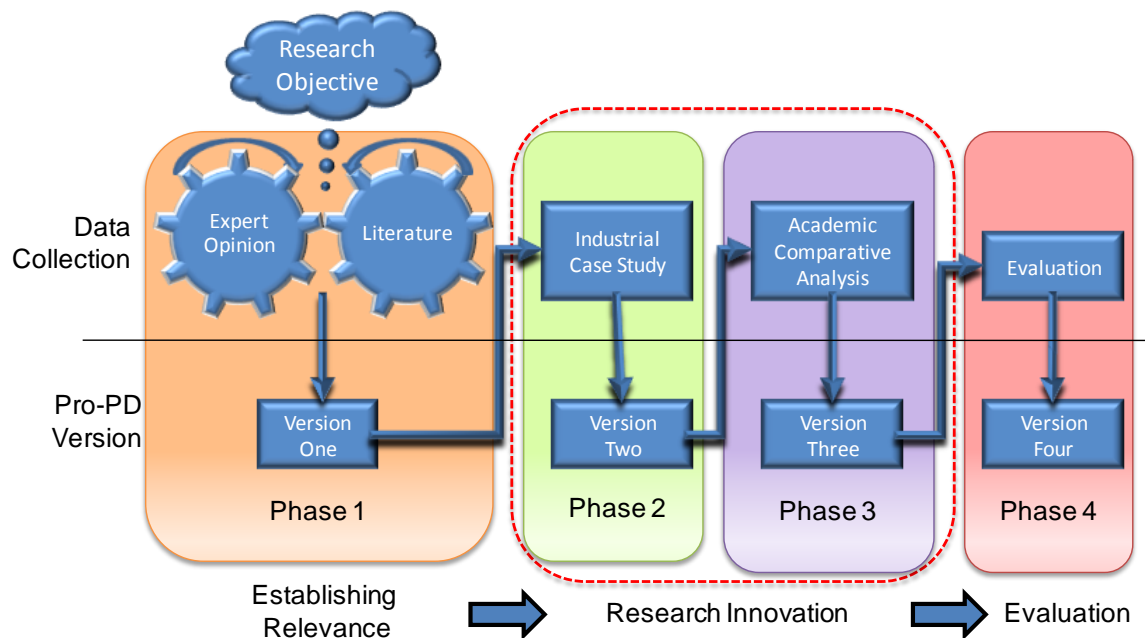 Research
Objective
Data
Collection
Expert
Opinion
Literature
Industrial
Case Study
Academic
Comparative
Analysis
Evaluation
Pro-PD
Version
Version
One
Version
Two
Version
Three
Version
Four
Phase 1
Phase 2
Phase 3
Phase 4
Establishing
Relevance
Research Innovation
Evaluation